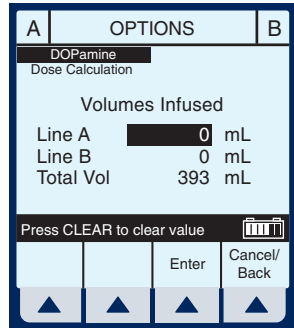 A OPTIONS B
DOPamine
Dose Calculation
Volumes Infused
Line A 0 mL
Line B 0 mL
Total Vol 393 mL
Press CLEAR to clear value
Enter Cancel/
Back